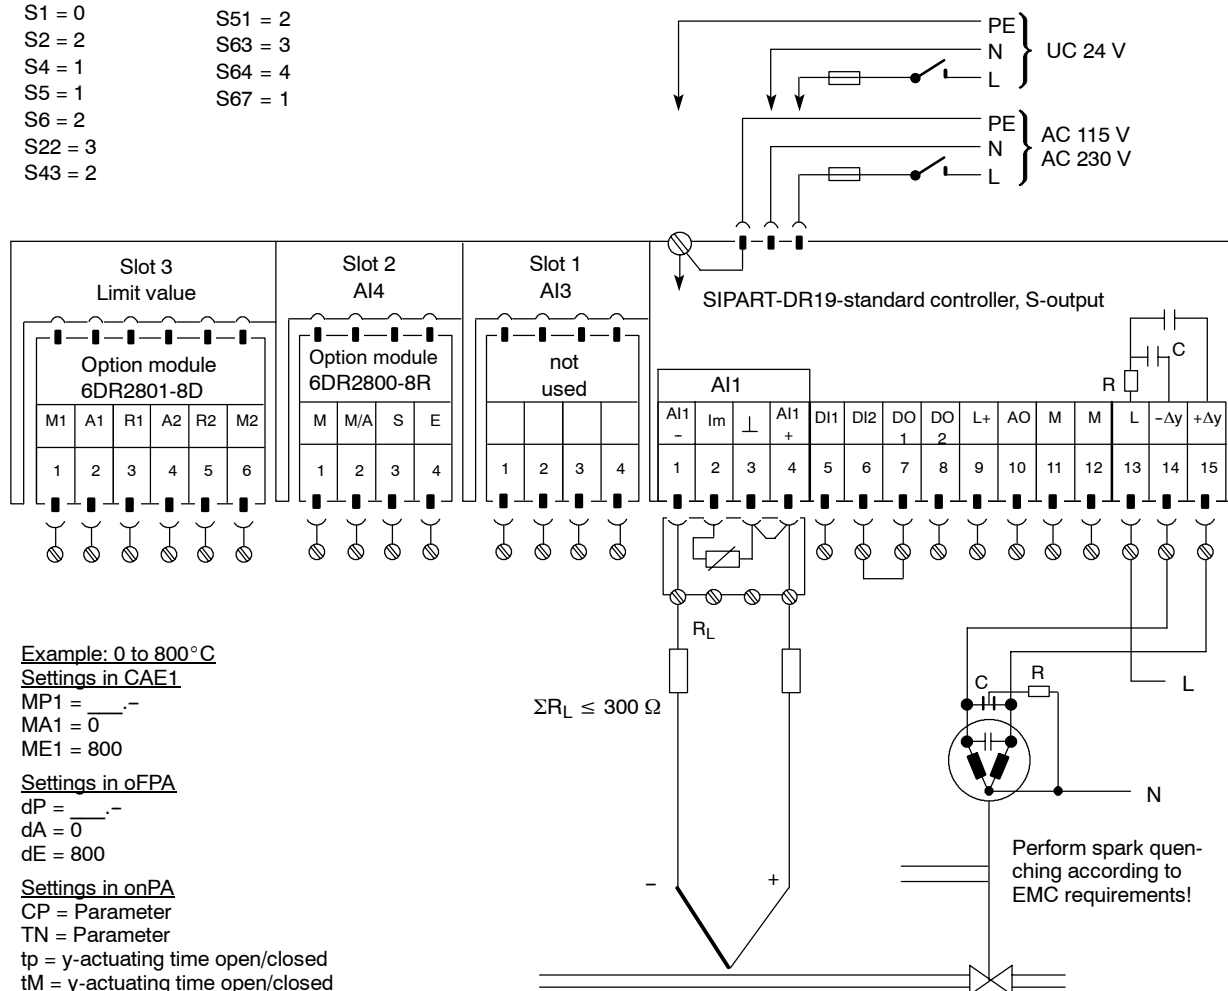 S1 = 0
S2 = 2
S4 = 1
S5 = 1
S6 = 2
S22 = 3
S43 = 2
S51 = 2
S63 = 3
S64 = 4
S67 = 1
PE
N
L
UC 24 V
PE
N
L
AC 115 V
AC 230 V
Slot 3
Limit value
Slot 2
AI4
Slot 1
AI3
SIPART-DR19-standard controller, S-output
Option module
6DR2801-8D
Option module
6DR2800-8R
not
used
AI1
C
R
M1 A1 R1 A2 R2 M2
1 2 3 4 5 6
M M/A S E
1 2 3 4
1 2 3 4
AI1 − Im ⊥ AI1 + DI1 DI2 DO 1 DO 2 L+ AO M M L −Δy +Δy
1 2 3 4 5 6 7 8 9 10 11 12 13 14 15
RL
ΣRL ≤ 300 Ω
C
R
L
N
− +
Perform spark quen-
ching according to
EMC requirements!
Example: 0 to 800°C
Settings in CAE1
MP1 = ___.−
MA1 = 0
ME1 = 800
Settings in oFPA
dP = ___.−
dA = 0
dE = 800
Settings in onPA
CP = Parameter
TN = Parameter
tp = y-actuating time open/closed
tM = y-actuating time open/closed